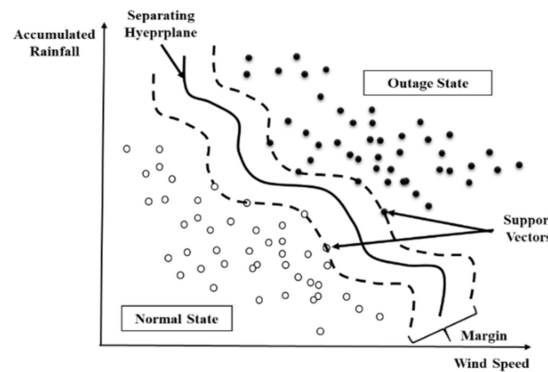 Separating
Hyeprplane
Accumulated
Rainfall
Outage State
Suppor
Vectors
Normal State
Margin
Wind Speed